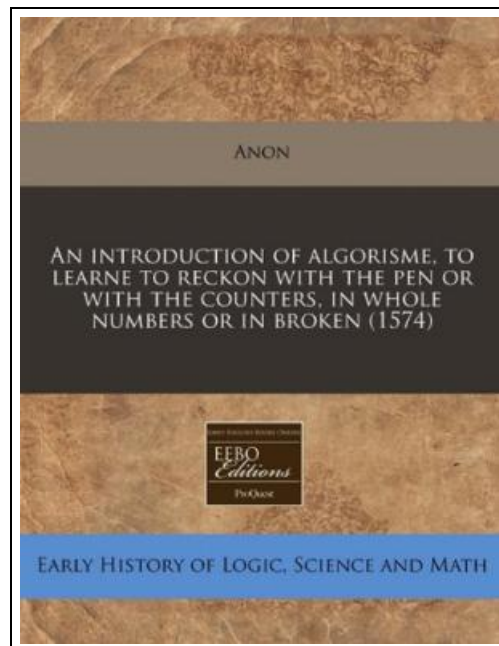 ANON
AN INTRODUCTION OF ALGORISME, TO
LEARNE TO RECKON WITH THE PEN OR
WITH THE COUNTERS, IN WHOLE
NUMBERS OR IN BROKEN (1574)
EEBO
Editions
ProQuest
EARLY HISTORY OF LOGIC, SCIENCE AND MATH